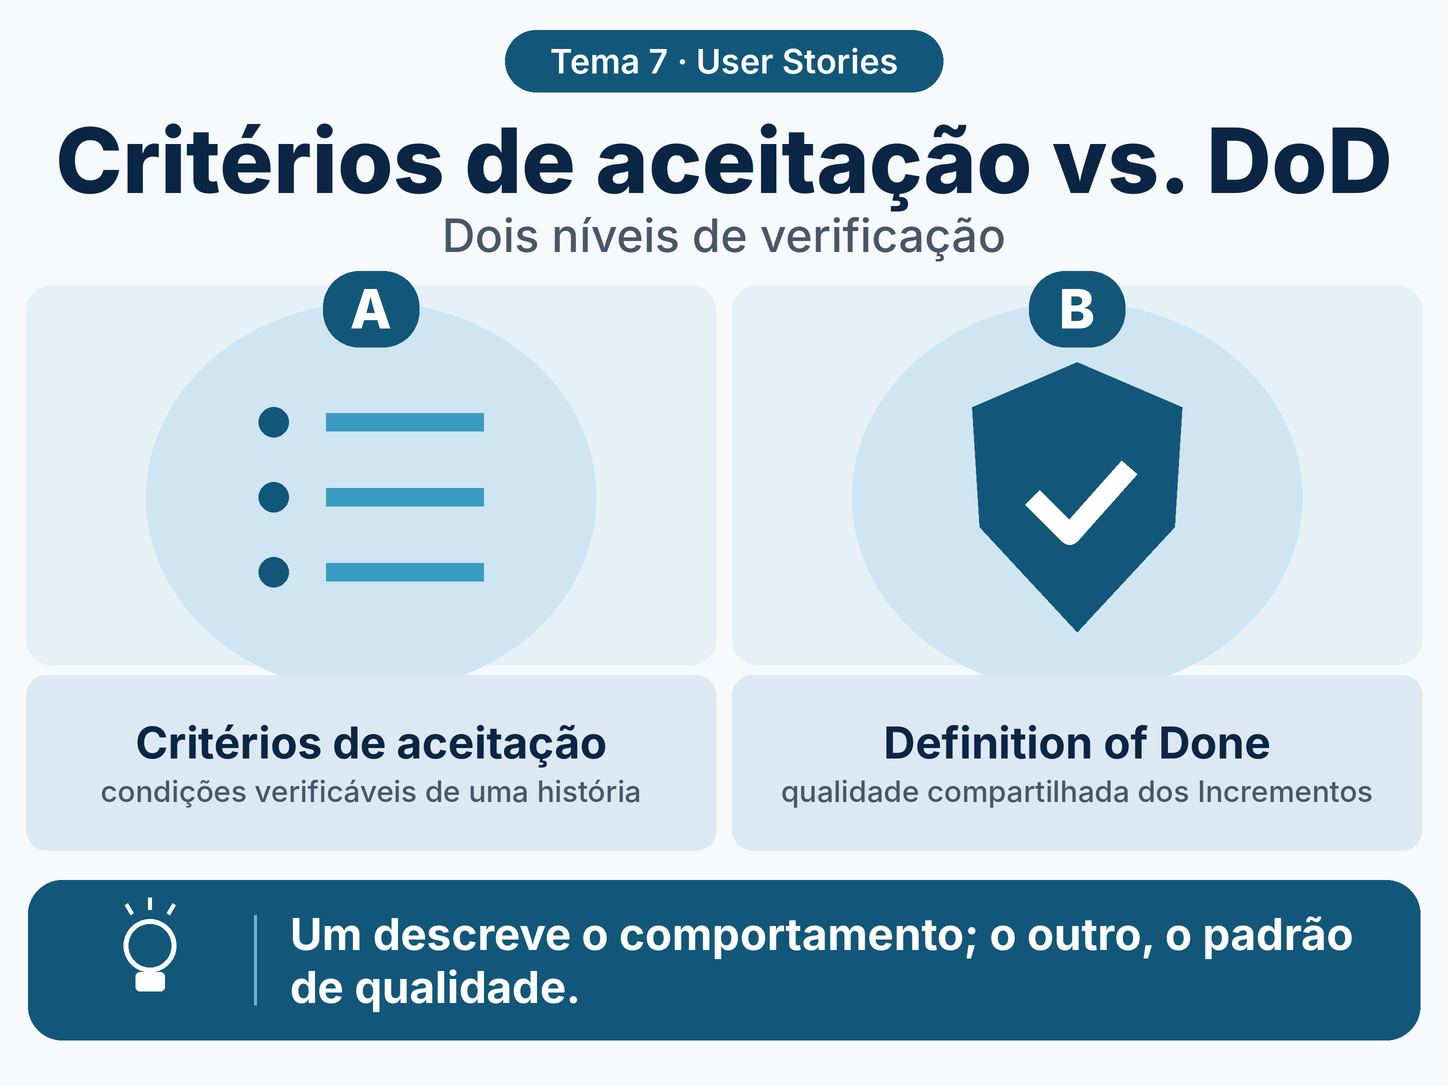 Tema 7 · User Stories
Critérios de aceitação vs. DoD
Dois níveis de verificação
A
Critérios de aceitação
condições verificáveis de uma história
B
Definition of Done
qualidade compartilhada dos Incrementos
Um descreve o comportamento; o outro, o padrão
de qualidade.